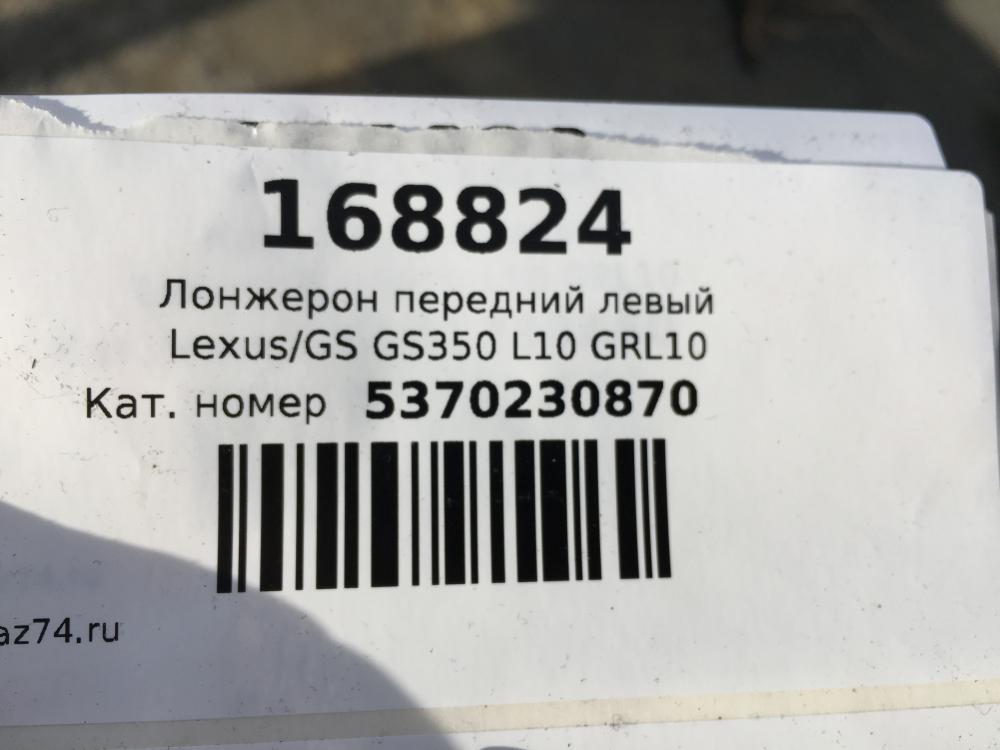 168824
Лонжерон передний левый
Lexus/GS GS350 L10 GRL10
Кат. номер 5370230870
az74.ru